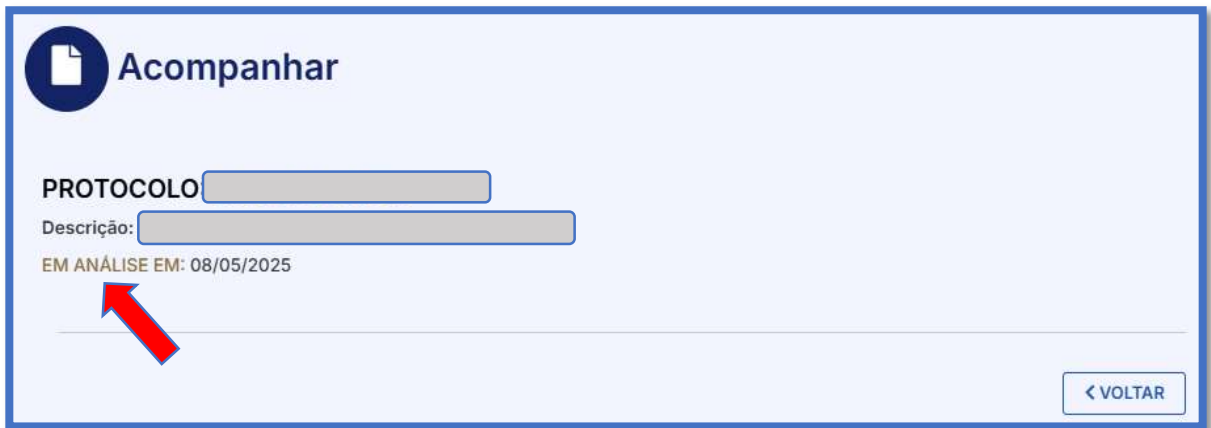 Acompanhar
PROTOCOLO:
Descrição:
EM ANÁLISE EM: 08/05/2025
< VOLTAR